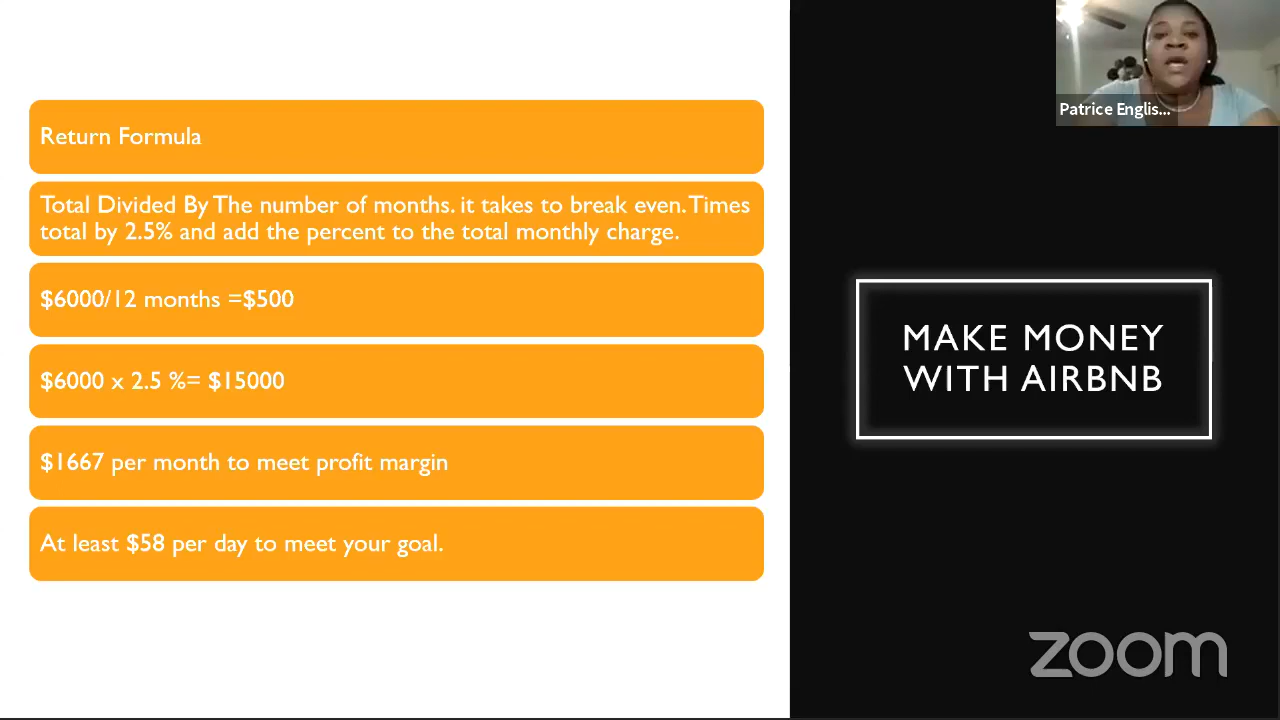 Return Formula
Total Divided By The number of months. it takes to break even. Times
total by 2.5% and add the percent to the total monthly charge.
$6000/12 months =$500
$6000 x 2.5 %= $15000
$1667 per month to meet profit margin
At least $58 per day to meet your goal.
MAKE MONEY
WITH AIRBNB
Patrice Englis...
zoom